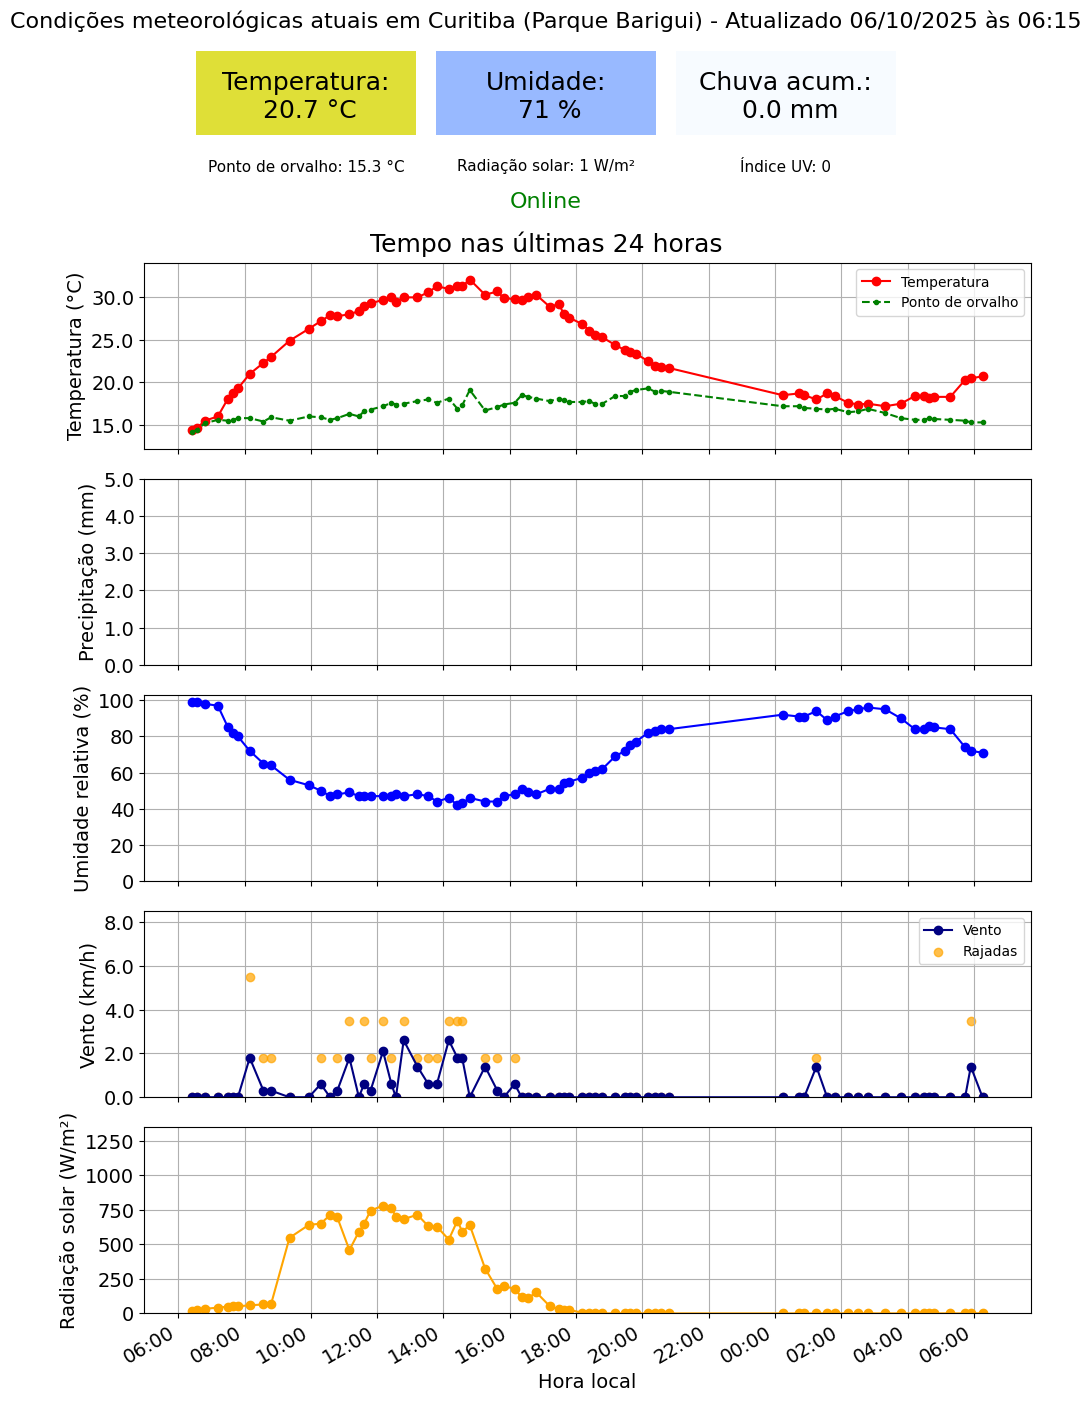 Condições meteorológicas atuais em Curitiba (Parque Barigui) - Atualizado 06/10/2025 às 06:15
Temperatura:
20.7 °C
Umidade:
71 %
Chuva acum.:
0.0 mm
Ponto de orvalho: 15.3 °C
Radiação solar: 1 W/m²
Índice UV: 0
Online
Tempo nas últimas 24 horas
Temperatura (°C)
30.0
25.0
20.0
15.0
Temperatura
Ponto de orvalho
Precipitação (mm)
5.0
4.0
3.0
2.0
1.0
0.0
Umidade relativa (%)
100
80
60
40
20
0
Vento (km/h)
8.0
6.0
4.0
2.0
0.0
Vento
Rajadas
Radiação solar (W/m²)
1250
1000
750
500
250
0
06:00
08:00
10:00
12:00
14:00
16:00
18:00
20:00
22:00
00:00
02:00
04:00
06:00
Hora local